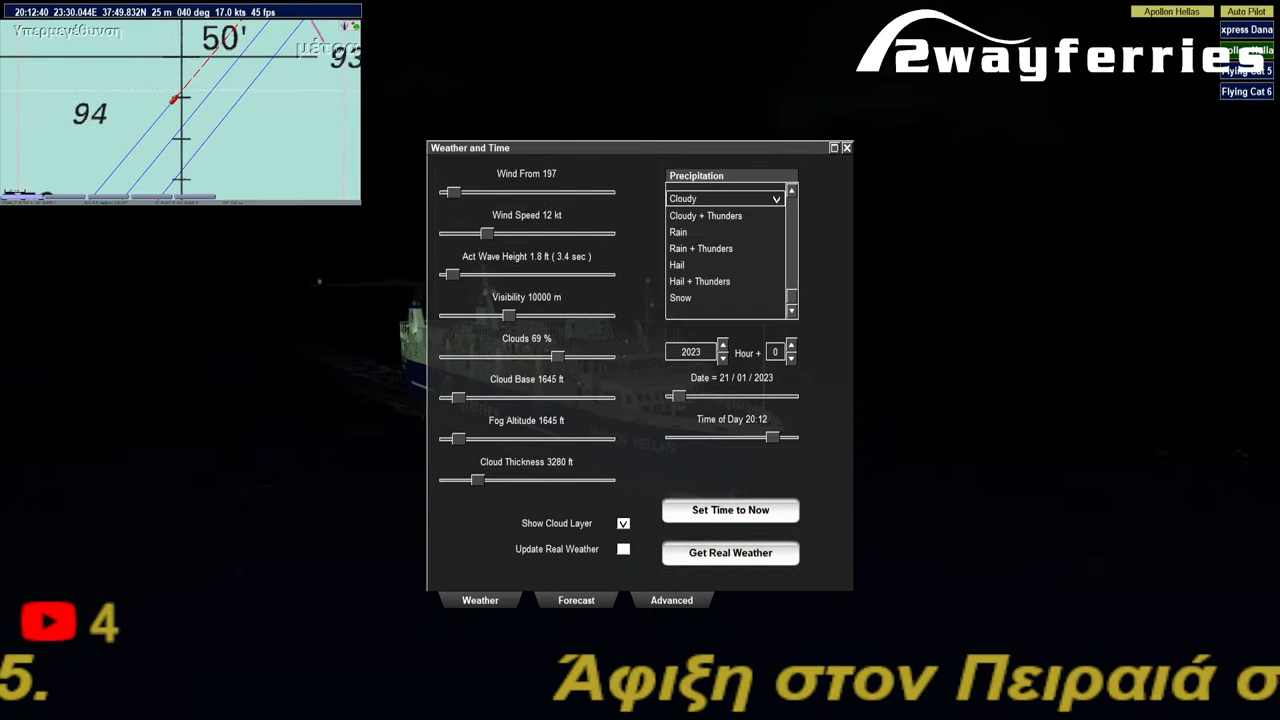 20:12:40 23:30.044E 37:49.832N 25 m 040 deg 17.0 kts 45 fps
Υπερμεγέθυνση
50'
μέτρα
93
94
Apollon Hellas
Auto Pilot
xpress Dana
Flying Cat 5
Flying Cat 6
2wayferries
Weather and Time
Wind From 197
Wind Speed 12 kt
Act Wave Height 1.8 ft ( 3.4 sec )
Visibility 10000 m
Clouds 69 %
Cloud Base 1645 ft
Fog Altitude 1645 ft
Cloud Thickness 3280 ft
Show Cloud Layer
Update Real Weather
Precipitation
Cloudy
Cloudy + Thunders
Rain
Rain + Thunders
Hail
Hail + Thunders
Snow
2023 Hour + 0
Date = 21 / 01 / 2023
Time of Day 20:12
Set Time to Now
Get Real Weather
Weather Forecast Advanced
4
5. Άφιξη στον Πειραιά σ